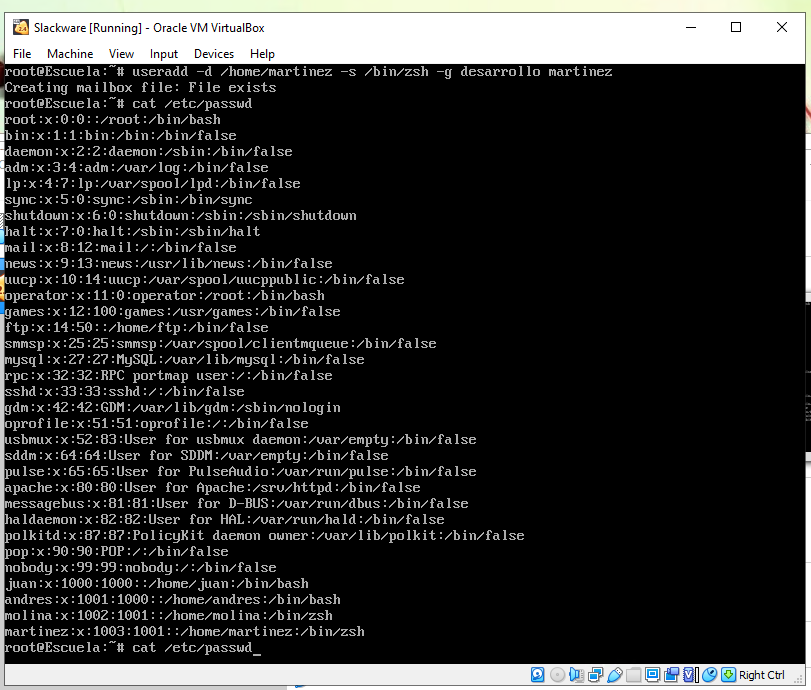 Slackware [Running] - Oracle VM VirtualBox
File Machine View Input Devices Help
root@Escuela:~# useradd -d /home/martinez -s /bin/zsh -g desarrollo martinez
Creating mailbox file: File exists
root@Escuela:~# cat /etc/passwd
root:x:0:0::/root:/bin/bash
bin:x:1:1:bin:/bin:/bin/false
daemon:x:2:2:daemon:/sbin:/bin/false
adm:x:3:4:adm:/var/log:/bin/false
lp:x:4:7:lp:/var/spool/lpd:/bin/false
sync:x:5:0:sync:/sbin:/bin/sync
shutdown:x:6:0:shutdown:/sbin:/sbin/shutdown
halt:x:7:0:halt:/sbin:/sbin/halt
mail:x:8:12:mail:/:/bin/false
news:x:9:13:news:/usr/lib/news:/bin/false
uucp:x:10:14:uucp:/var/spool/uucppublic:/bin/false
operator:x:11:0:operator:/root:/bin/bash
games:x:12:100:games:/usr/games:/bin/false
ftp:x:14:50::/home/ftp:/bin/false
smmsp:x:25:25:smmsp:/var/spool/clientmqueue:/bin/false
mysql:x:27:27:MySQL:/var/lib/mysql:/bin/false
rpc:x:32:32:RPC portmap user:/:/bin/false
sshd:x:33:33:sshd:/:/bin/false
gdm:x:42:42:GDM:/var/lib/gdm:/sbin/nologin
oprofile:x:51:51:oprofile:/:/bin/false
usbmux:x:52:83:User for usbmux daemon:/var/empty:/bin/false
sddm:x:64:64:User for SDDM:/var/empty:/bin/false
pulse:x:65:65:User for PulseAudio:/var/run/pulse:/bin/false
apache:x:80:80:User for Apache:/srv/httpd:/bin/false
messagebus:x:81:81:User for D-BUS:/var/run/dbus:/bin/false
haldaemon:x:82:82:User for HAL:/var/run/hald:/bin/false
polkitd:x:87:87:PolicyKit daemon owner:/var/lib/polkit:/bin/false
pop:x:90:90:POP:/:/bin/false
nobody:x:99:99:nobody:/:/bin/false
juan:x:1000:1000::/home/juan:/bin/bash
andres:x:1001:1000::/home/andres:/bin/bash
molina:x:1002:1001::/home/molina:/bin/zsh
martinez:x:1003:1001::/home/martinez:/bin/zsh
root@Escuela:~# cat /etc/passwd_
Right Ctrl